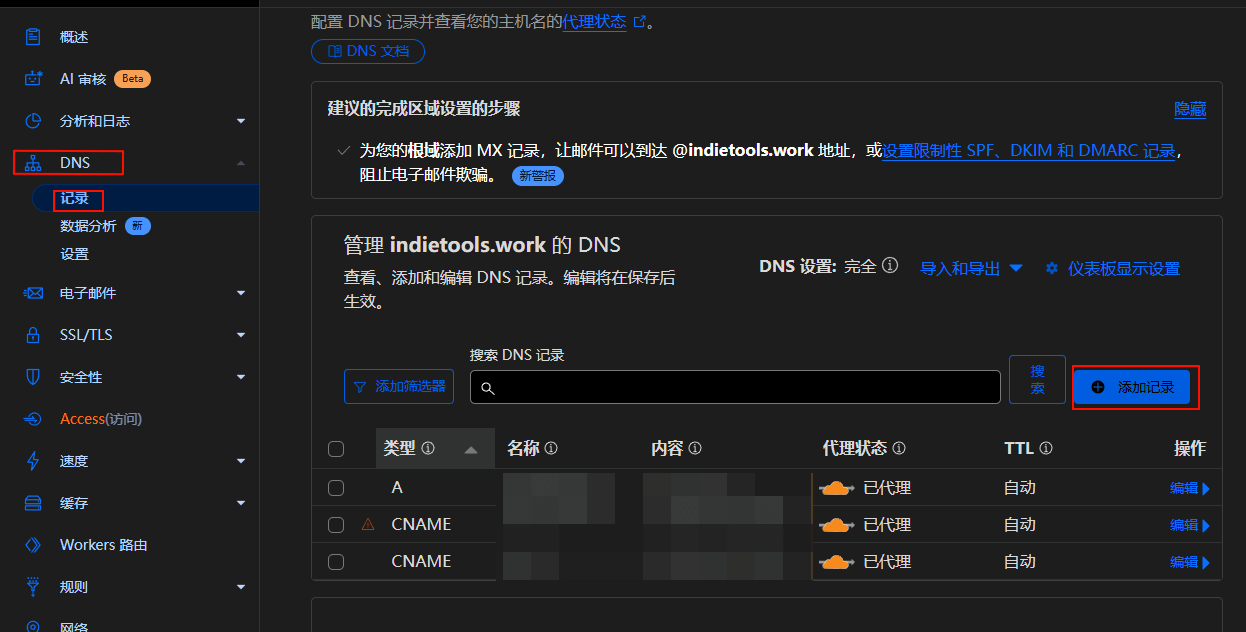 配置 DNS 记录并查看您的主机名的代理状态。
DNS 文档
概述
AI 审核 Beta
分析和日志
DNS
记录
数据分析 新
设置
电子邮件
SSL/TLS
安全性
Access(访问)
速度
缓存
Workers 路由
规则
网络
建议的完成区域设置的步骤
隐藏
为您的根域添加 MX 记录，让邮件可以到达 @indietools.work 地址，或设置限制性 SPF、DKIM 和 DMARC 记录，
阻止电子邮件欺骗。 新警报
管理 indietools.work 的 DNS
查看、添加和编辑 DNS 记录。编辑将在保存后
生效。
DNS 设置: 完全
导入和导出
仪表板显示设置
搜索 DNS 记录
添加筛选器
搜
索
添加记录
类型 名称 内容 代理状态 TTL 操作
A 已代理 自动 编辑
CNAME 已代理 自动 编辑
CNAME 已代理 自动 编辑